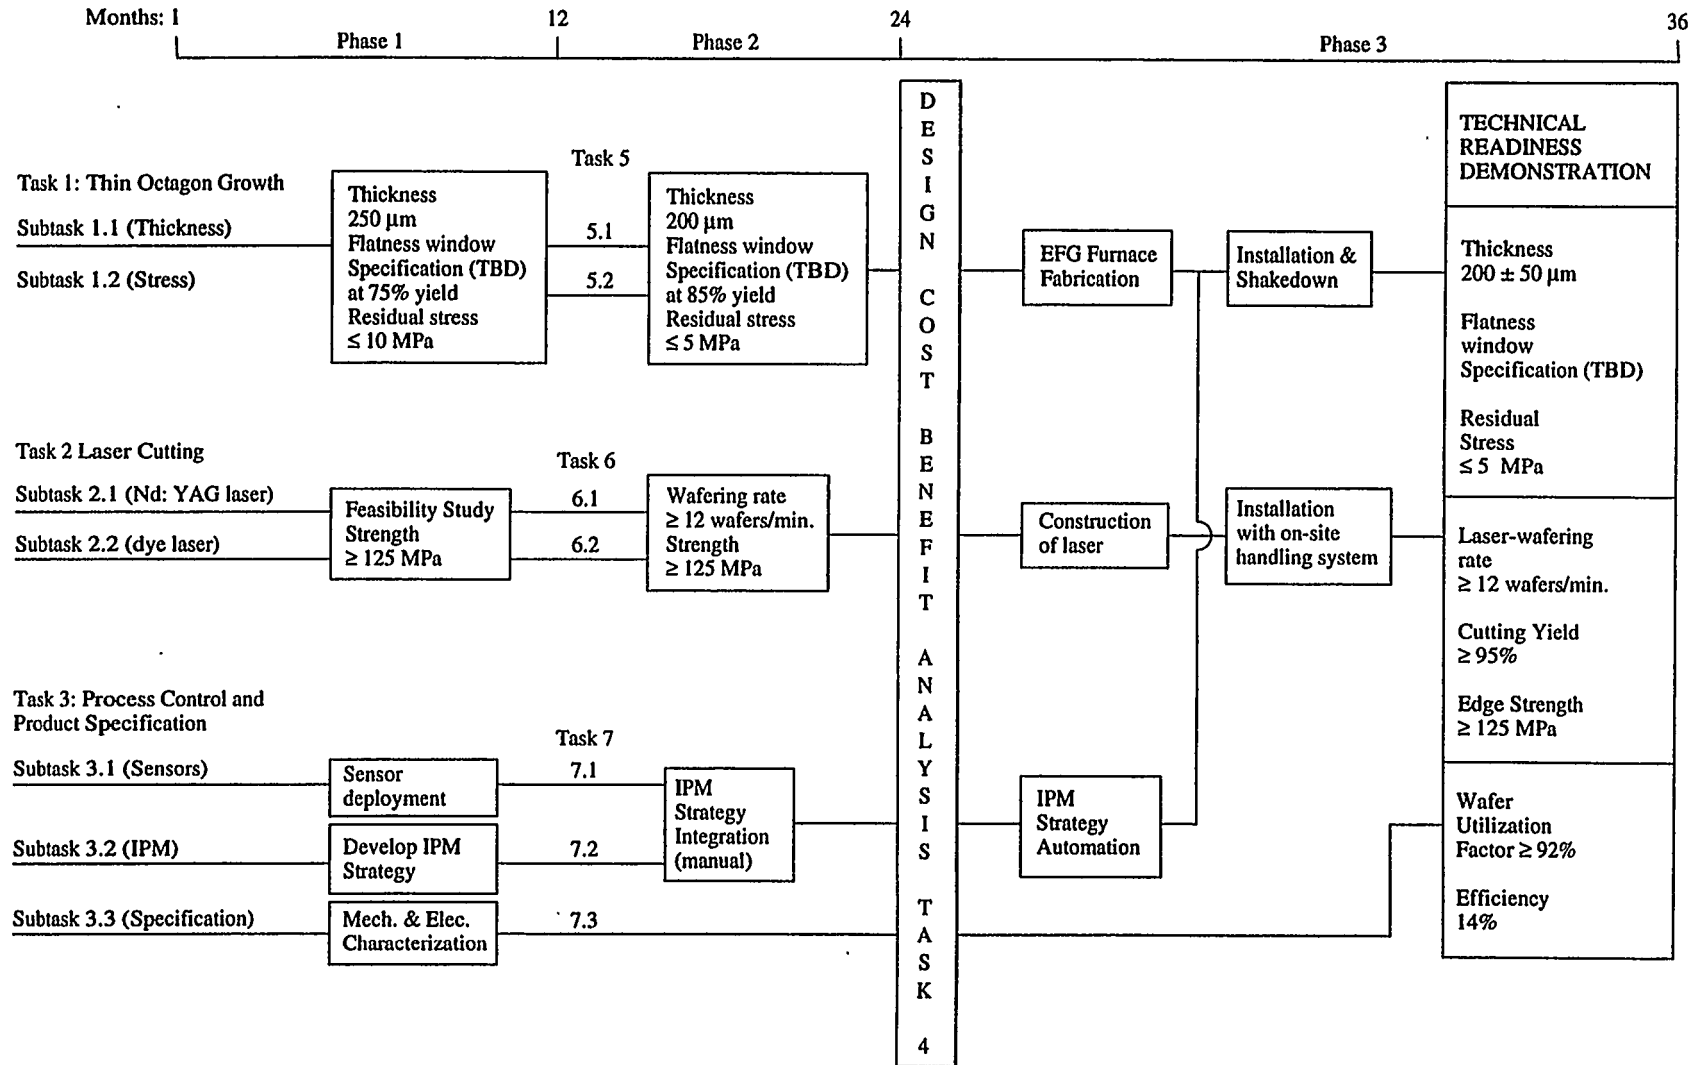 Months: 1
12
24
36
Phase 1
Phase 2
Phase 3
Task 1: Thin Octagon Growth
Subtask 1.1 (Thickness)
Subtask 1.2 (Stress)
Thickness
250 µm
Flatness window
Specification (TBD)
at 75% yield
Residual stress
≤ 10 MPa
Task 5
5.1
5.2
Thickness
200 µm
Flatness window
Specification (TBD)
at 85% yield
Residual stress
≤ 5 MPa
Task 2 Laser Cutting
Subtask 2.1 (Nd: YAG laser)
Subtask 2.2 (dye laser)
Feasibility Study
Strength
≥ 125 MPa
Task 6
6.1
6.2
Wafering rate
≥ 12 wafers/min.
Strength
≥ 125 MPa
Task 3: Process Control and
Product Specification
Subtask 3.1 (Sensors)
Subtask 3.2 (IPM)
Subtask 3.3 (Specification)
Sensor
deployment
Develop IPM
Strategy
Mech. & Elec.
Characterization
Task 7
7.1
7.2
7.3
IPM
Strategy
Integration
(manual)
DESIGN COST BENEFIT ANALYSIS TASK 4
EFG Furnace
Fabrication
Installation &
Shakedown
Construction
of laser
Installation
with on-site
handling system
IPM
Strategy
Automation
TECHNICAL
READINESS
DEMONSTRATION
Thickness
200 ± 50 µm
Flatness
window
Specification (TBD)
Residual
Stress
≤ 5 MPa
Laser-wafering
rate
≥ 12 wafers/min.
Cutting Yield
≥ 95%
Edge Strength
≥ 125 MPa
Wafer
Utilization
Factor ≥ 92%
Efficiency
14%